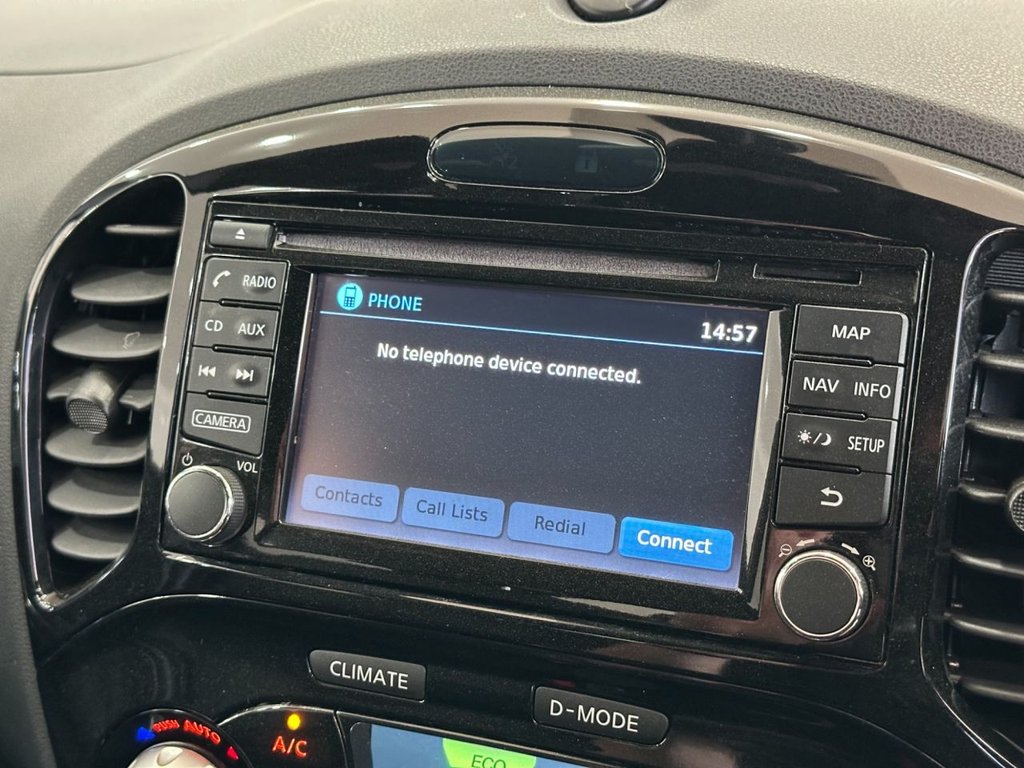 RADIO
CD AUX
CAMERA
VOL
PHONE
14:57
No telephone device connected.
Contacts Call Lists Redial Connect
MAP
NAV INFO
SETUP
CLIMATE
D-MODE
PUSH AUTO
A/C
ECO